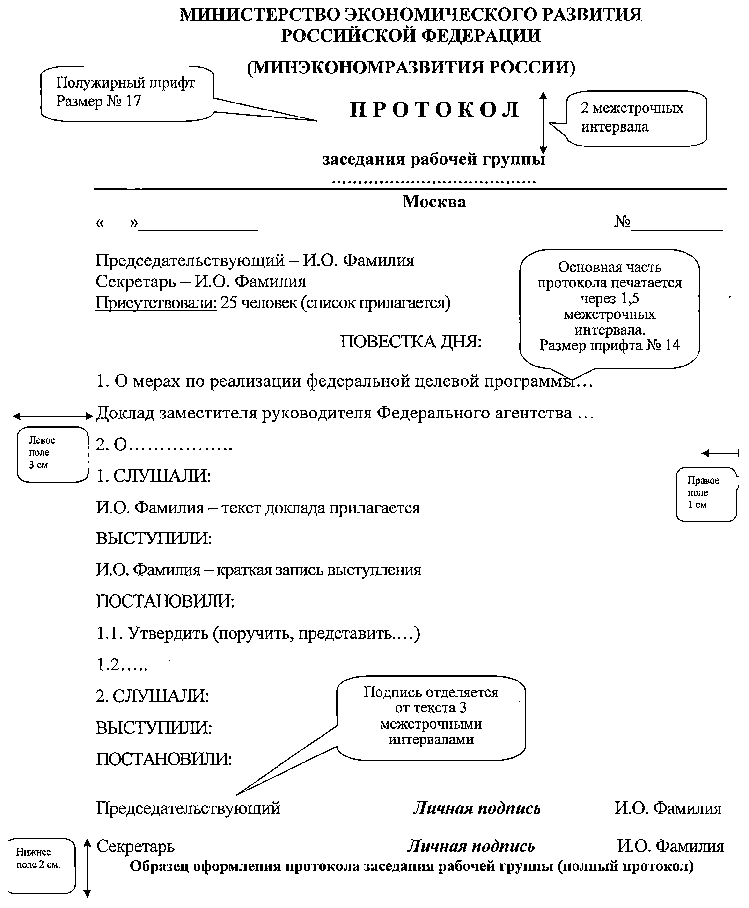 МИНИСТЕРСТВО ЭКОНОМИЧЕСКОГО РАЗВИТИЯ
РОССИЙСКОЙ ФЕДЕРАЦИИ
(МИНЭКОНОМРАЗВИТИЯ РОССИИ)
Полужирный шрифт
Размер № 17
П Р О Т О К О Л
2 межстрочных
интервала
заседания рабочей группы
................................................
Москва
« »_____________ №__________
Председательствующий – И.О. Фамилия
Секретарь – И.О. Фамилия
Присутствовали: 25 человек (список прилагается)
Основная часть
протокола печатается
через 1,5
межстрочных
интервала.
Размер шрифта № 14
ПОВЕСТКА ДНЯ:
1. О мерах по реализации федеральной целевой программы…
Доклад заместителя руководителя Федерального агентства …
Левое
поле
3 см
2. О……………..
1. СЛУШАЛИ:
Правое
поле
1 см
И.О. Фамилия – текст доклада прилагается
ВЫСТУПИЛИ:
И.О. Фамилия – краткая запись выступления
ПОСТАНОВИЛИ:
1.1. Утвердить (поручить, представить.…)
1.2…..
2. СЛУШАЛИ:
ВЫСТУПИЛИ:
ПОСТАНОВИЛИ:
Подпись отделяется
от текста 3
межстрочными
интервалами
Председательствующий Личная подпись И.О. Фамилия
Секретарь Личная подпись И.О. Фамилия
Нижнее
поле 2 см.
Образец оформления протокола заседания рабочей группы (полный протокол)